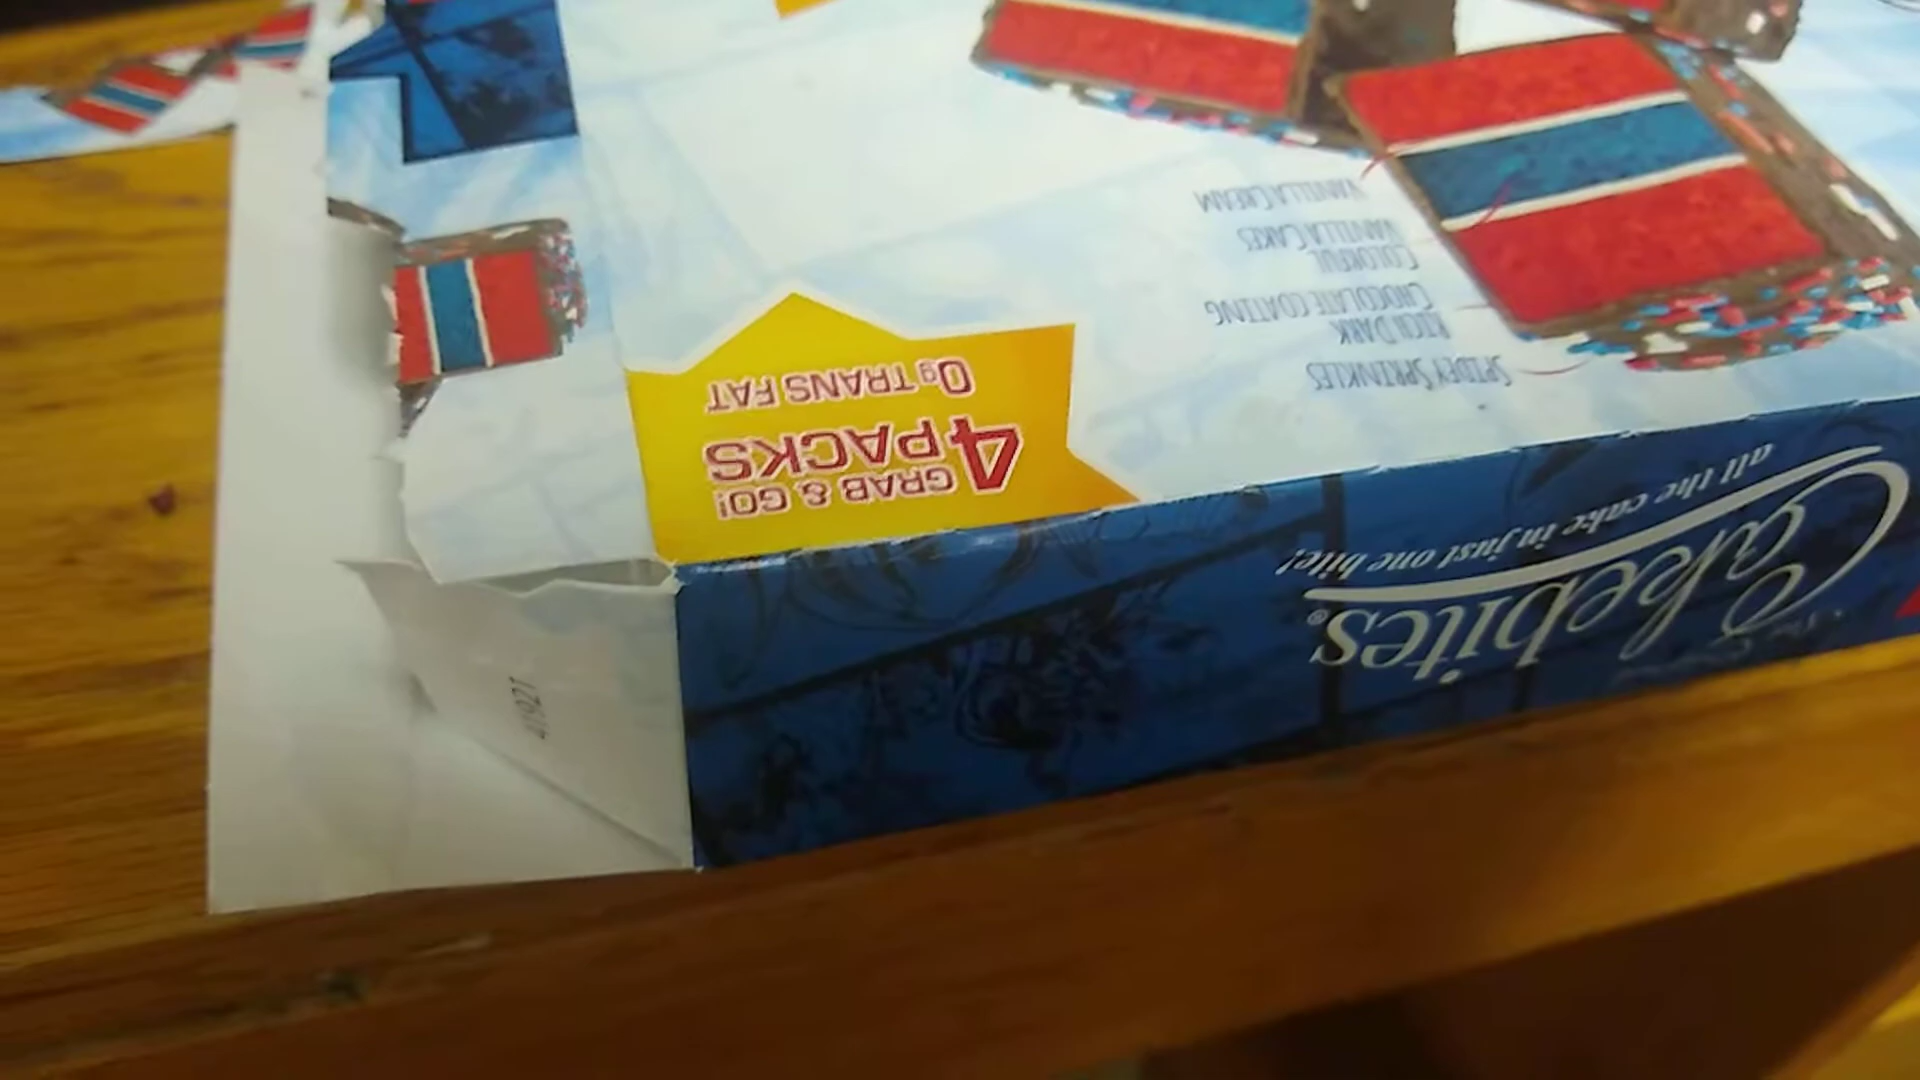 Cakebites®
all the cake in just one bite!
GRAB & GO!
4 PACKS
0g TRANS FAT
SPIDEY SPRINKLES
RICH DARK
CHOCOLATE COATING
COLORFUL
VANILLA CAKES
VANILLA CREAM
41921